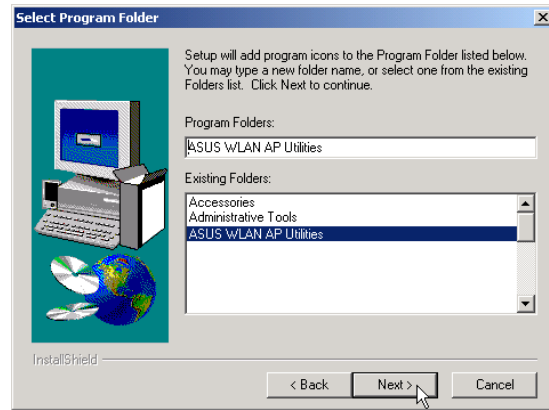 Select Program Folder
Setup will add program icons to the Program Folder listed below.
You may type a new folder name, or select one from the existing
Folders list. Click Next to continue.
Program Folders:
ASUS WLAN AP Utilities
Existing Folders:
Accessories
Administrative Tools
ASUS WLAN AP Utilities
InstallShield
< Back
Next >
Cancel